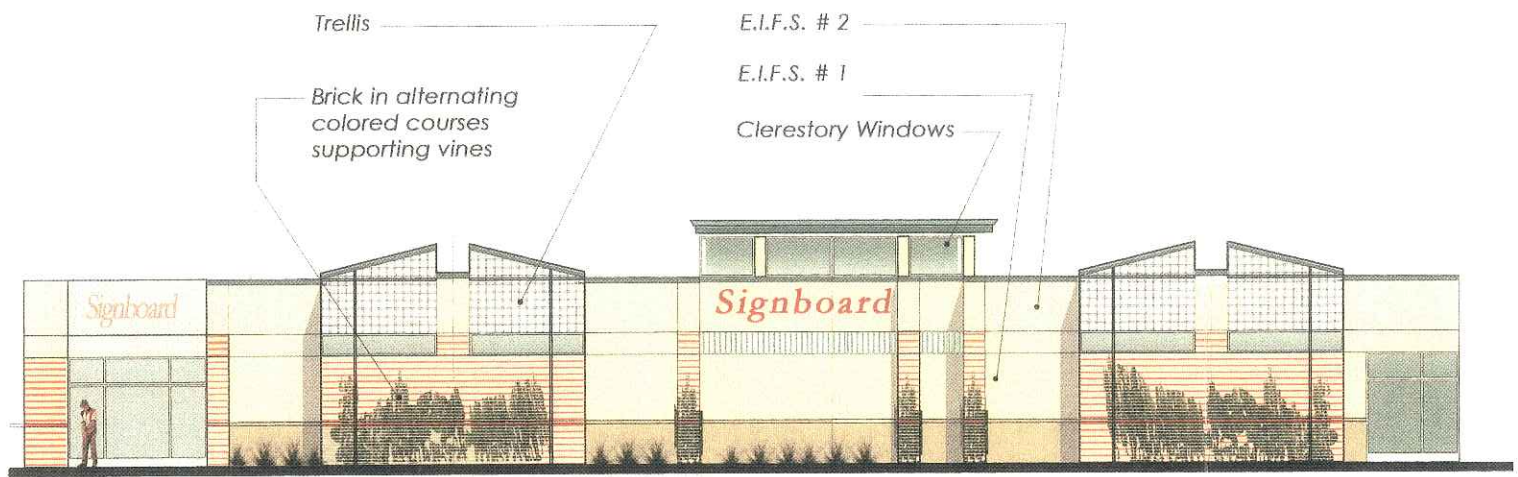 Trellis
Brick in alternating
colored courses
supporting vines
E.I.F.S. # 2
E.I.F.S. # 1
Clerestory Windows
Signboard
Signboard